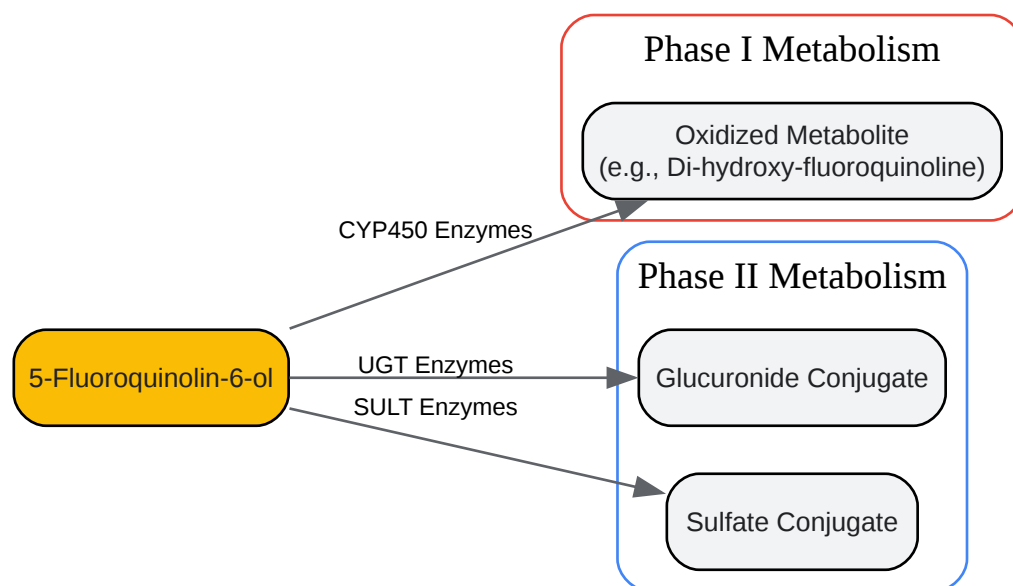 Phase I Metabolism
Oxidized Metabolite
(e.g., Di-hydroxy-fluoroquinoline)
CYP450 Enzymes
Phase II Metabolism
5-Fluoroquinolin-6-ol
UGT Enzymes
Glucuronide Conjugate
SULT Enzymes
Sulfate Conjugate